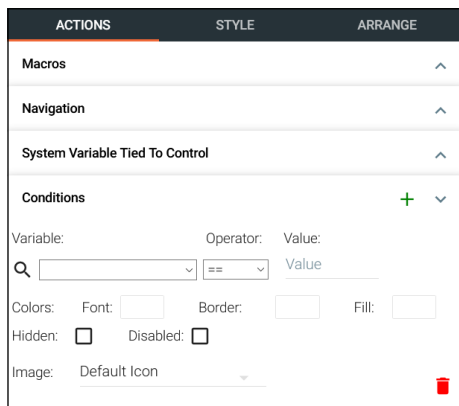 ACTIONS STYLE ARRANGE
Macros
Navigation
System Variable Tied To Control
Conditions
Variable: Operator: Value:
== Value
Colors: Font: Border: Fill:
Hidden: Disabled:
Image: Default Icon